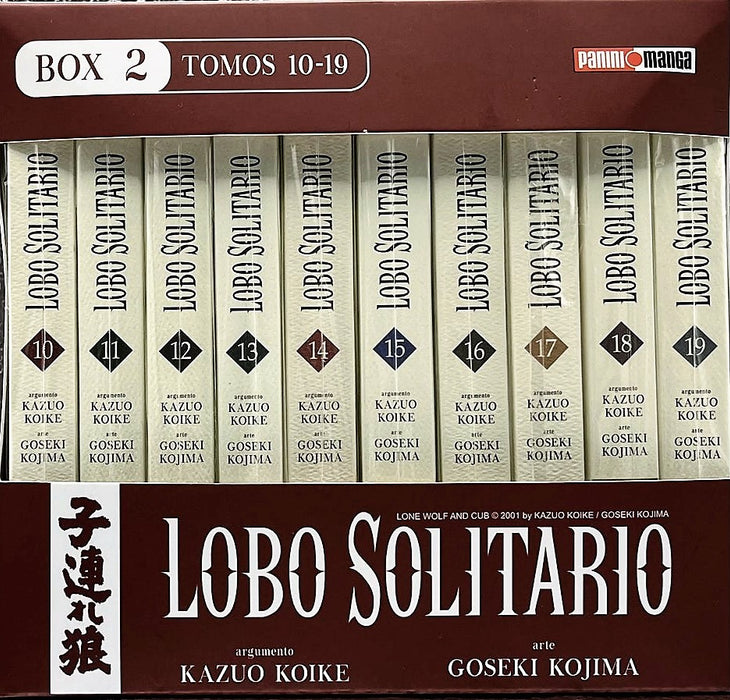 BOX 2 TOMOS 10-19
PANINI manga
LOBO SOLITARIO
10
argumento
KAZUO
KOIKE
arte
GOSEKI
KOJIMA
LOBO SOLITARIO
11
argumento
KAZUO
KOIKE
arte
GOSEKI
KOJIMA
LOBO SOLITARIO
12
argumento
KAZUO
KOIKE
arte
GOSEKI
KOJIMA
LOBO SOLITARIO
13
argumento
KAZUO
KOIKE
arte
GOSEKI
KOJIMA
LOBO SOLITARIO
14
argumento
KAZUO
KOIKE
arte
GOSEKI
KOJIMA
LOBO SOLITARIO
15
argumento
KAZUO
KOIKE
arte
GOSEKI
KOJIMA
LOBO SOLITARIO
16
argumento
KAZUO
KOIKE
arte
GOSEKI
KOJIMA
LOBO SOLITARIO
17
argumento
KAZUO
KOIKE
arte
GOSEKI
KOJIMA
LOBO SOLITARIO
18
argumento
KAZUO
KOIKE
arte
GOSEKI
KOJIMA
LOBO SOLITARIO
19
argumento
KAZUO
KOIKE
arte
GOSEKI
KOJIMA
子連れ狼
LONE WOLF AND CUB © 2001 by KAZUO KOIKE / GOSEKI KOJIMA
LOBO SOLITARIO
argumento
KAZUO KOIKE
arte
GOSEKI KOJIMA